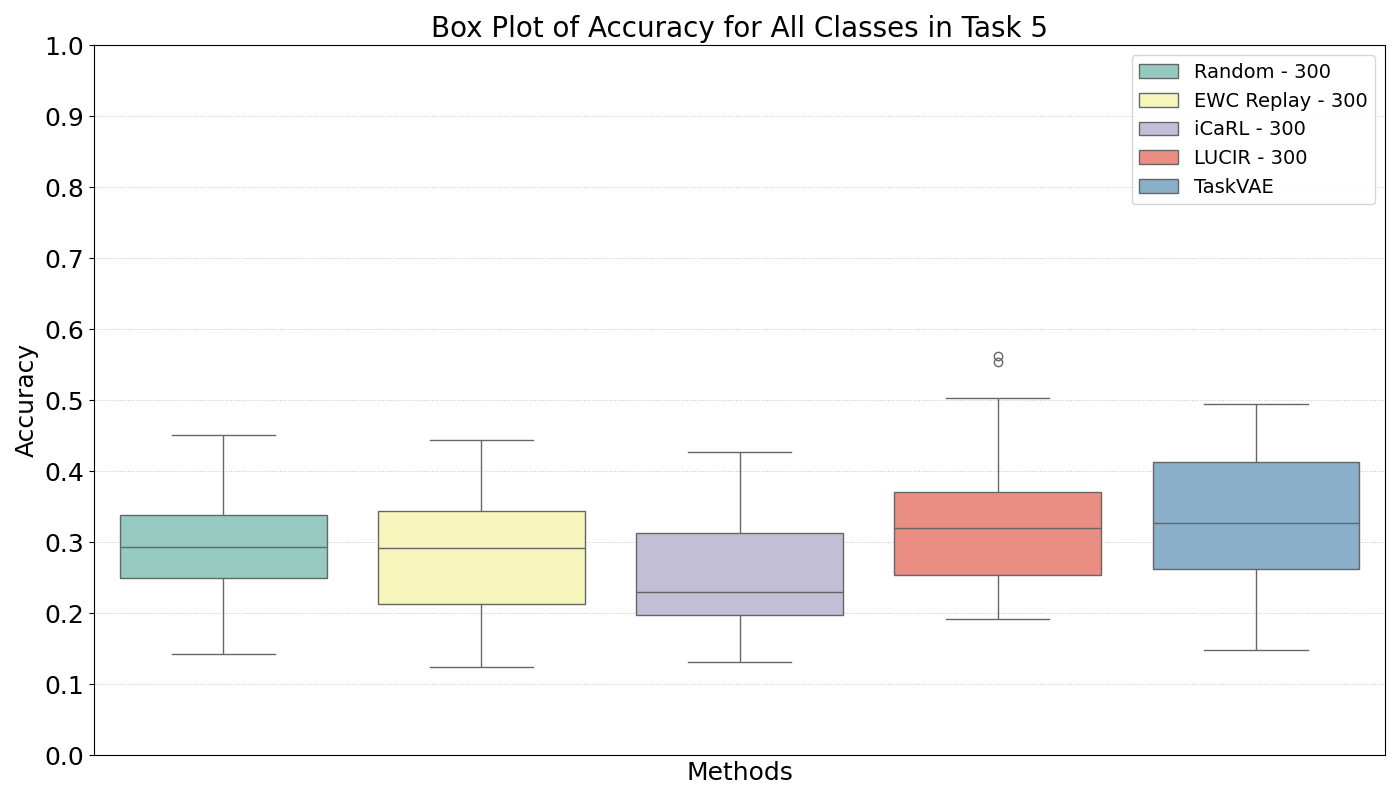 Box Plot of Accuracy for All Classes in Task 5
1.0
0.9
0.8
0.7
0.6
0.5
0.4
0.3
0.2
0.1
0.0
Accuracy
Methods
Random - 300
EWC Replay - 300
iCaRL - 300
LUCIR - 300
TaskVAE